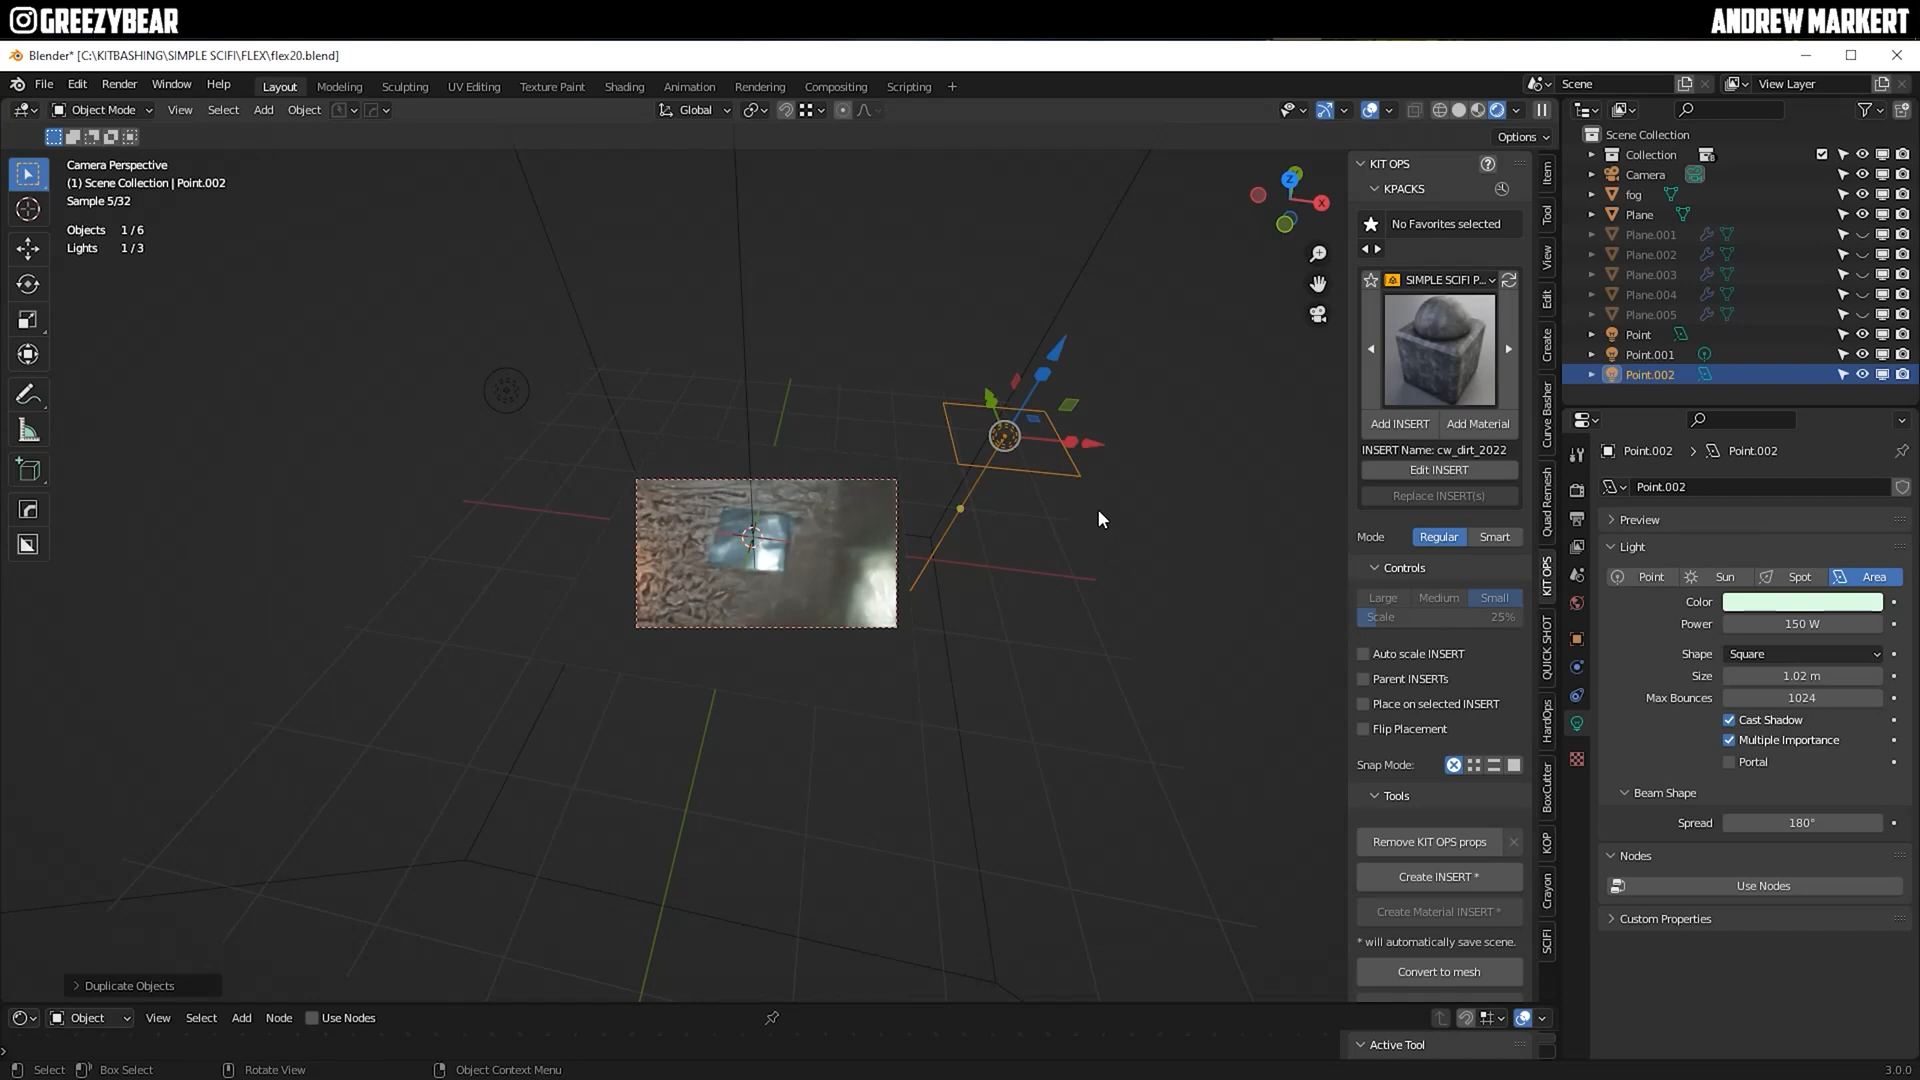 GREEZYBEAR
ANDREW MARKERT
Blender* [C:\KITBASHING\SIMPLE SCIFI\FLEX\flex20.blend]
File Edit Render Window Help Layout Modeling Sculpting UV Editing Texture Paint Shading Animation Rendering Compositing Scripting +
Scene
View Layer
Object Mode View Select Add Object
Global
Options
Camera Perspective
(1) Scene Collection | Point.002
Sample 5/32
Objects 1/6
Lights 1/3
Z
X
KIT OPS
KPACKS
No Favorites selected
SIMPLE SCIFI P...
Add INSERT Add Material
INSERT Name: cw_dirt_2022
Edit INSERT
Replace INSERT(s)
Mode Regular Smart
Controls
Large Medium Small
Scale 25%
Auto scale INSERT
Parent INSERTs
Place on selected INSERT
Flip Placement
Snap Mode:
Tools
Remove KIT OPS props
Create INSERT *
Create Material INSERT *
* will automatically save scene.
Convert to mesh
Item
Tool
View
Edit
Create
Curve Basher
Quad Remesh
KIT OPS
QUICK SHOT
HardOps
BoxCutter
KOP
Crayon
SCIFI
Scene Collection
Collection
Camera
fog
Plane
Plane.001
Plane.002
Plane.003
Plane.004
Plane.005
Point
Point.001
Point.002
Point.002 > Point.002
Point.002
Preview
Light
Point Sun Spot Area
Color
Power 150 W
Shape Square
Size 1.02 m
Max Bounces 1024
Cast Shadow
Multiple Importance
Portal
Beam Shape
Spread 180°
Nodes
Use Nodes
Custom Properties
Duplicate Objects
Object View Select Add Node Use Nodes
Active Tool
Select Box Select Rotate View Object Context Menu
3.0.0